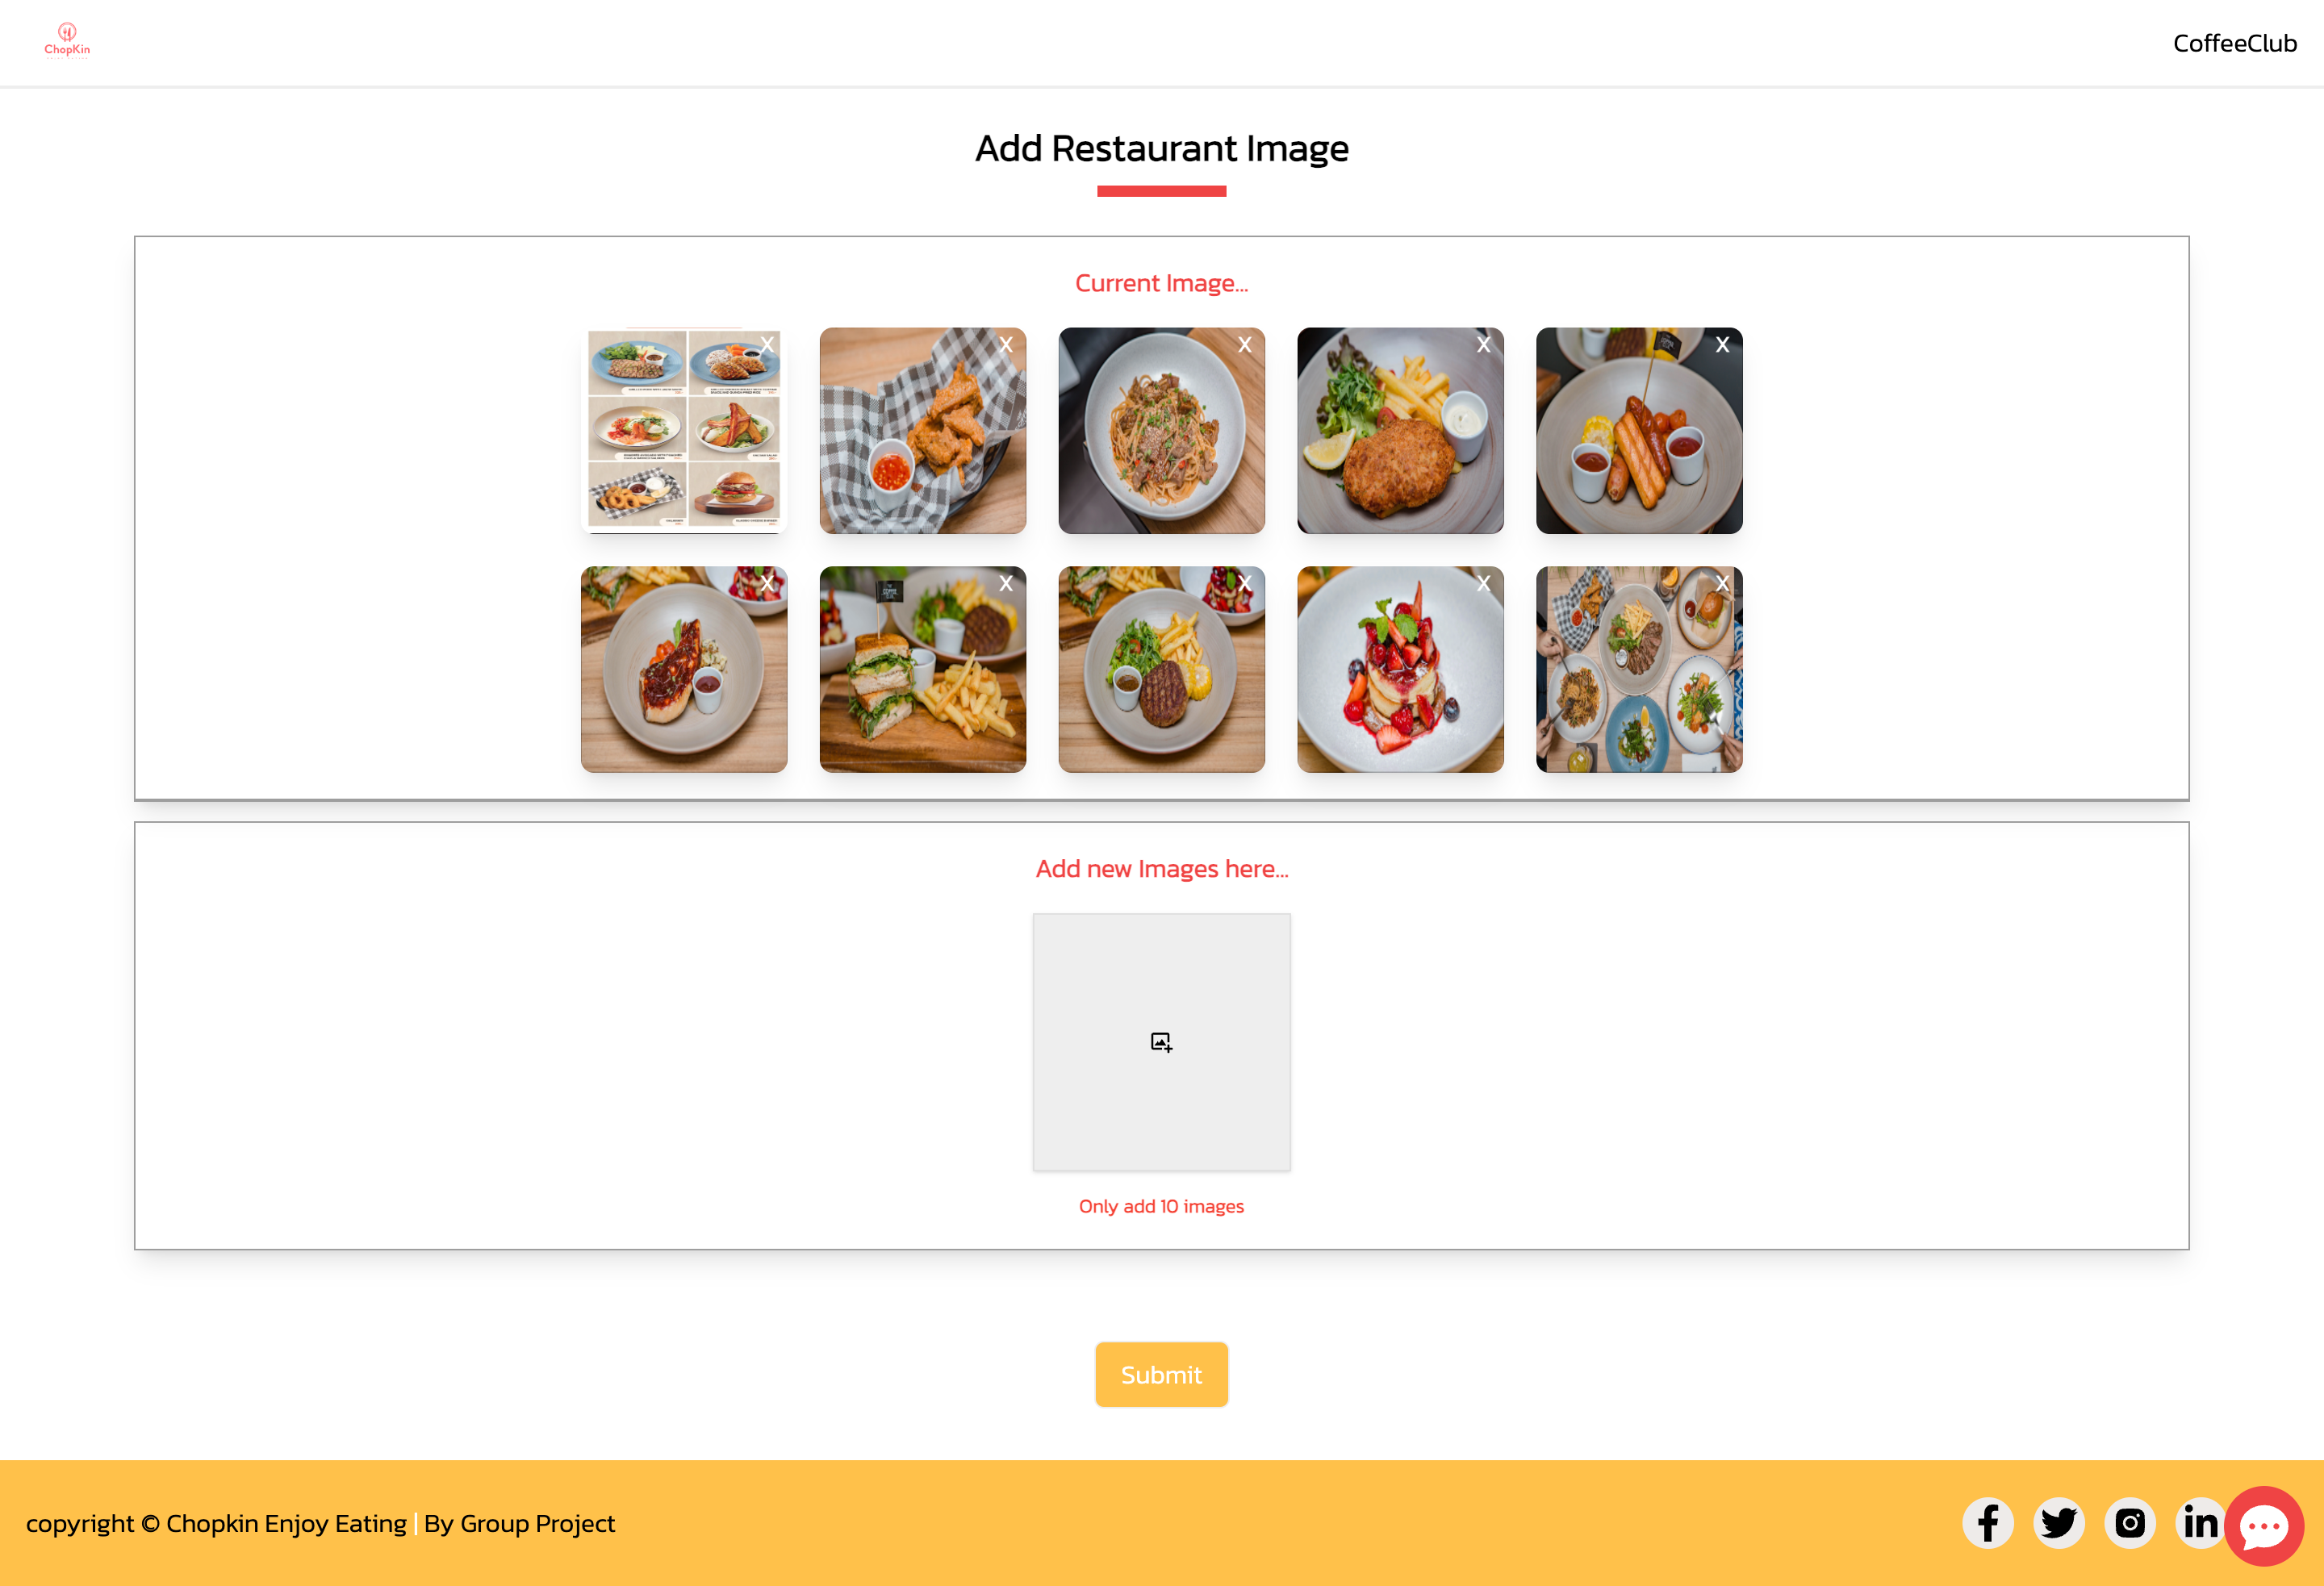 ChopKin
CoffeeClub
Add Restaurant Image
Current Image...
X
X
X
X
X
X
X
X
X
X
Add new Images here...
Only add 10 images
Submit
copyright © Chopkin Enjoy Eating | By Group Project